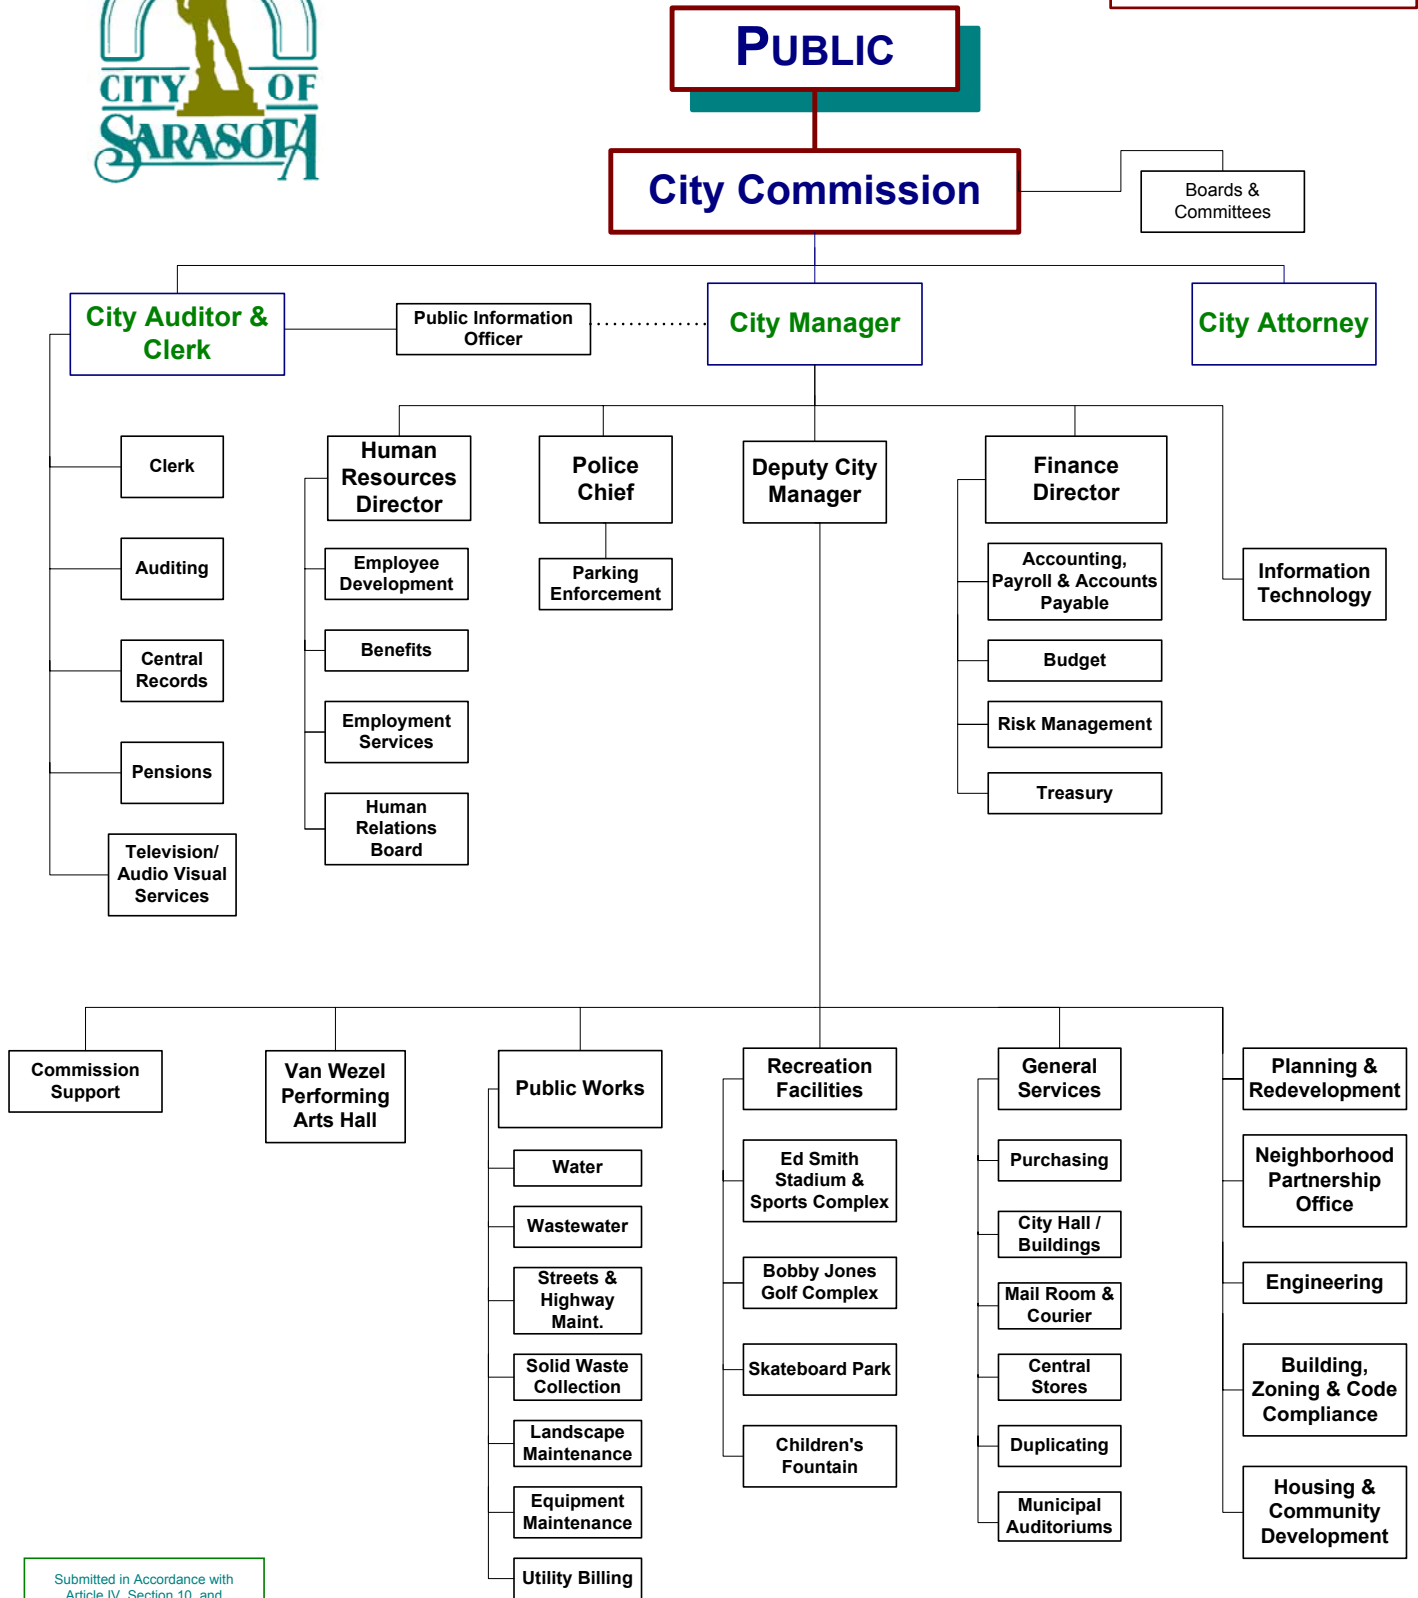 CITY OF
SARASOTA
PUBLIC
City Commission
Boards &
Committees
City Auditor &
Clerk
Public Information
Officer
City Manager
City Attorney
Clerk
Auditing
Central
Records
Pensions
Television/
Audio Visual
Services
Human
Resources
Director
Employee
Development
Benefits
Employment
Services
Human
Relations
Board
Police
Chief
Parking
Enforcement
Deputy City
Manager
Finance
Director
Accounting,
Payroll & Accounts
Payable
Budget
Risk Management
Treasury
Information
Technology
Commission
Support
Van Wezel
Performing
Arts Hall
Public Works
Water
Wastewater
Streets &
Highway
Maint.
Solid Waste
Collection
Landscape
Maintenance
Equipment
Maintenance
Utility Billing
Recreation
Facilities
Ed Smith
Stadium &
Sports Complex
Bobby Jones
Golf Complex
Skateboard Park
Children's
Fountain
General
Services
Purchasing
City Hall /
Buildings
Mail Room &
Courier
Central
Stores
Duplicating
Municipal
Auditoriums
Planning &
Redevelopment
Neighborhood
Partnership
Office
Engineering
Building,
Zoning & Code
Compliance
Housing &
Community
Development
Submitted in Accordance with
Article IV, Section 10, and